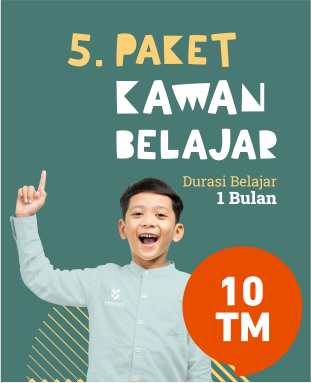 5. PAKET
KAWAN
BELAJAR
Durasi Belajar
1 Bulan
10
TM